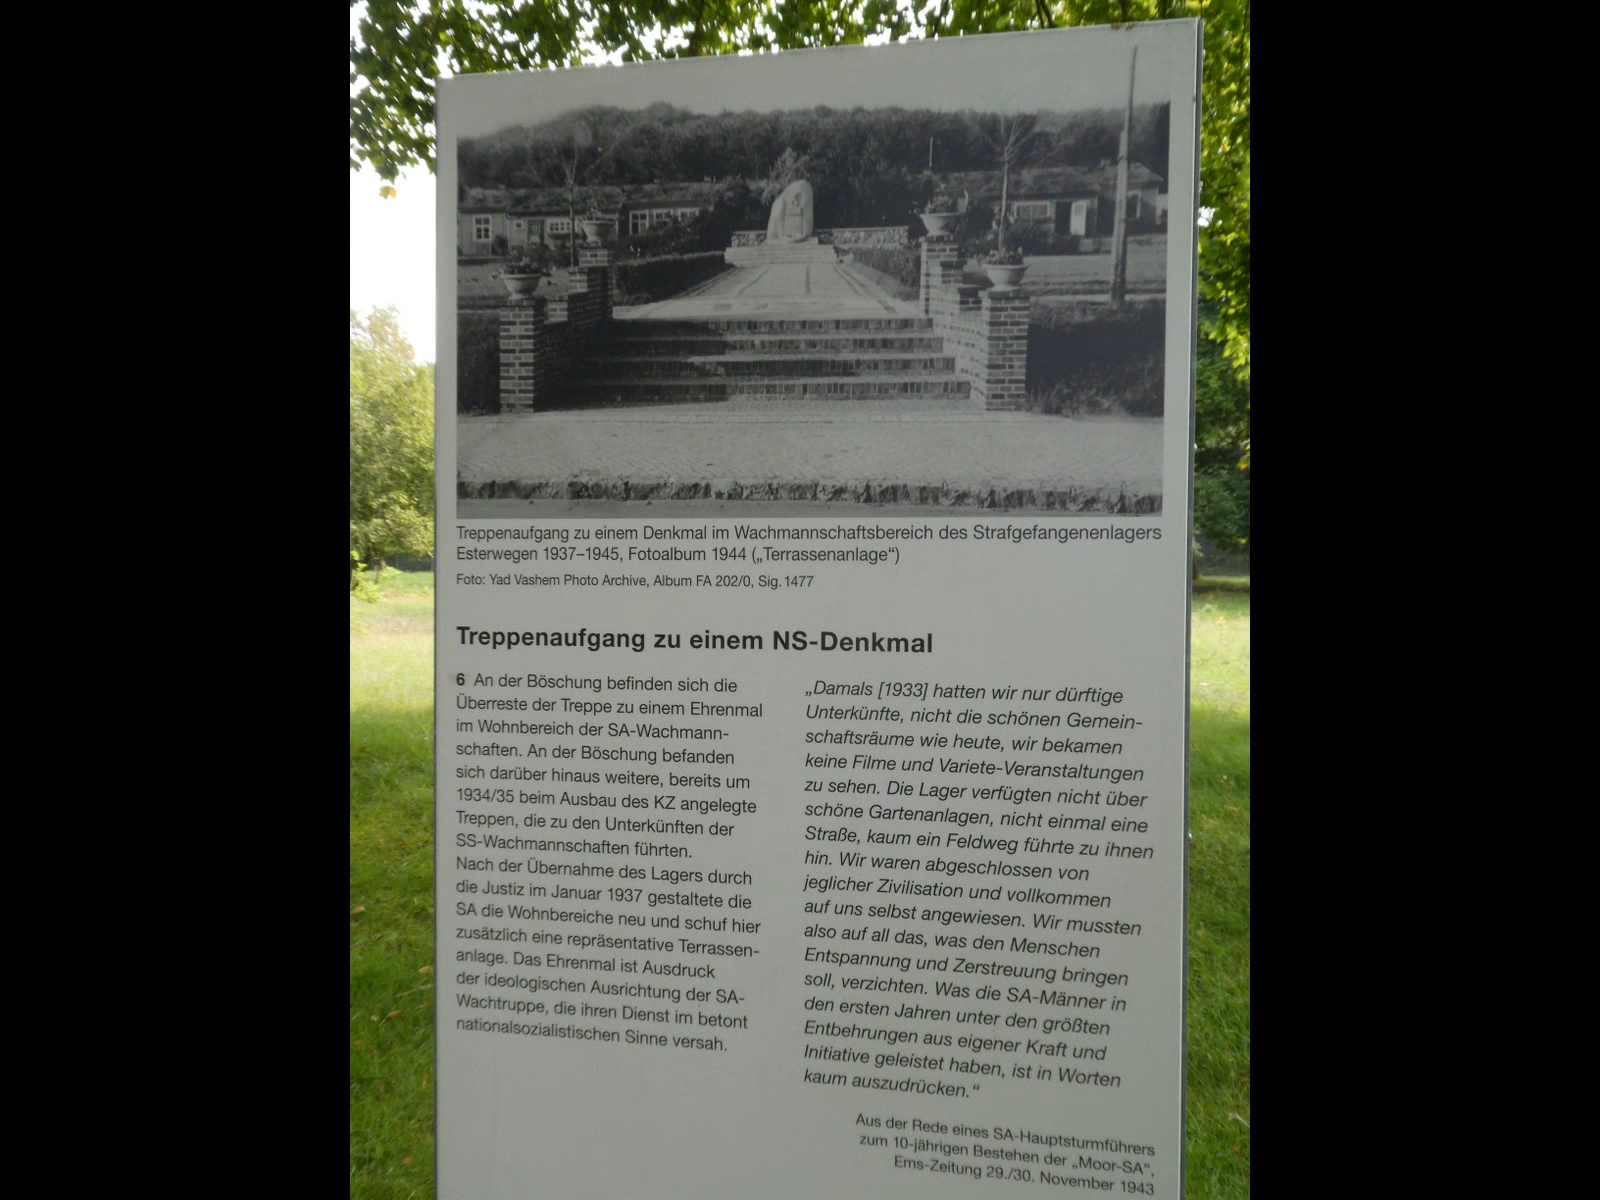 Treppenaufgang zu einem Denkmal im Wachmannschaftsbereich des Strafgefangenenlagers
Esterwegen 1937–1945, Fotoalbum 1944 („Terrassenanlage“)
Foto: Yad Vashem Photo Archive, Album FA 202/0, Sig. 1477
Treppenaufgang zu einem NS-Denkmal
6 An der Böschung befinden sich die
Überreste der Treppe zu einem Ehrenmal
im Wohnbereich der SA-Wachmann-
schaften. An der Böschung befanden
sich darüber hinaus weitere, bereits um
1934/35 beim Ausbau des KZ angelegte
Treppen, die zu den Unterkünften der
SS-Wachmannschaften führten.
Nach der Übernahme des Lagers durch
die Justiz im Januar 1937 gestaltete die
SA die Wohnbereiche neu und schuf hier
zusätzlich eine repräsentative Terrassen-
anlage. Das Ehrenmal ist Ausdruck
der ideologischen Ausrichtung der SA-
Wachtruppe, die ihren Dienst im betont
nationalsozialistischen Sinne versah.
„Damals [1933] hatten wir nur dürftige
Unterkünfte, nicht die schönen Gemein-
schaftsräume wie heute, wir bekamen
keine Filme und Variete-Veranstaltungen
zu sehen. Die Lager verfügten nicht über
schöne Gartenanlagen, nicht einmal eine
Straße, kaum ein Feldweg führte zu ihnen
hin. Wir waren abgeschlossen von
jeglicher Zivilisation und vollkommen
auf uns selbst angewiesen. Wir mussten
also auf all das, was den Menschen
Entspannung und Zerstreuung bringen
soll, verzichten. Was die SA-Männer in
den ersten Jahren unter den größten
Entbehrungen aus eigener Kraft und
Initiative geleistet haben, ist in Worten
kaum auszudrücken.“
Aus der Rede eines SA-Hauptsturmführers
zum 10-jährigen Bestehen der „Moor-SA“,
Ems-Zeitung 29./30. November 1943